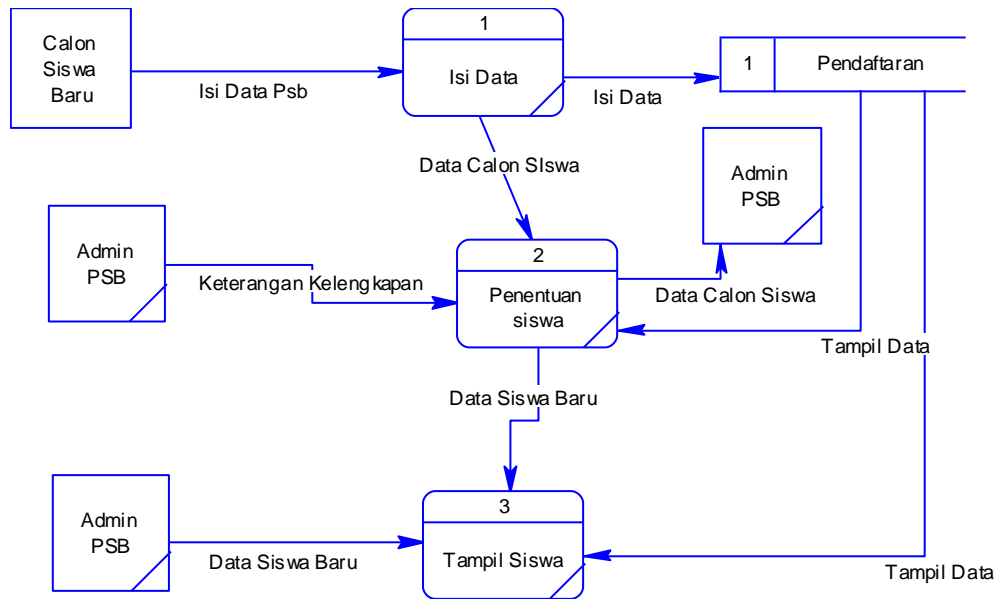 Calon
Siswa
Baru
Isi Data Psb
1
Isi Data
Isi Data
1
Pendaftaran
Data Calon SIswa
Admin
PSB
Admin
PSB
Keterangan Kelengkapan
2
Penentuan
siswa
Data Calon Siswa
Tampil Data
Data Siswa Baru
Admin
PSB
Data Siswa Baru
3
Tampil Siswa
Tampil Data